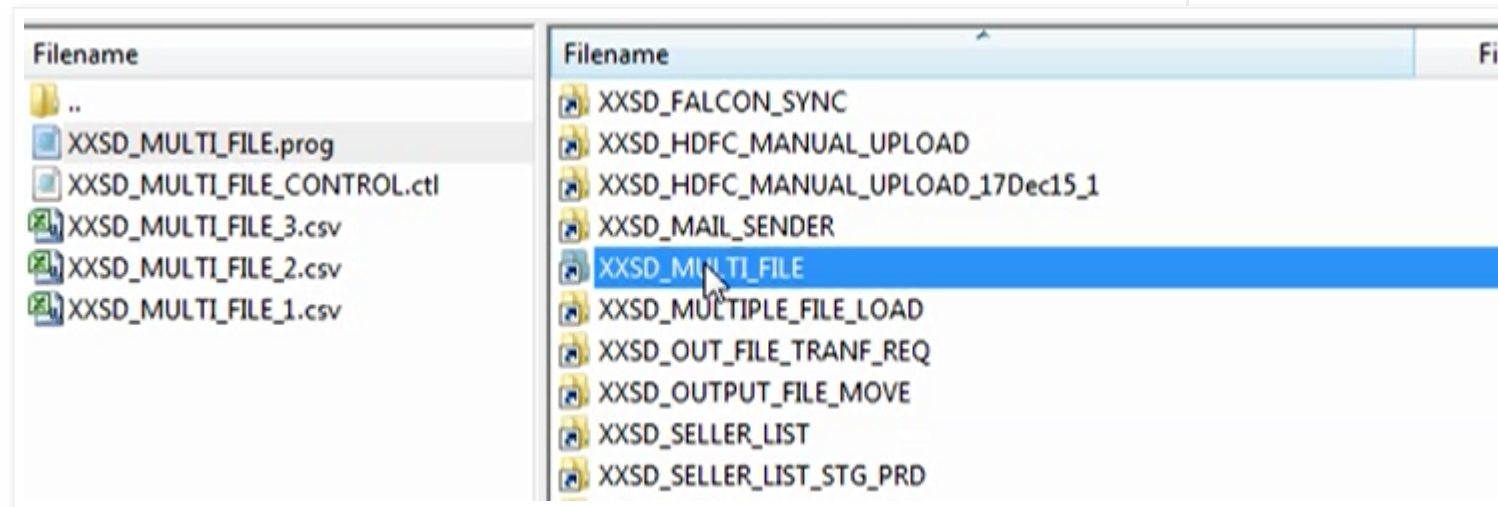 Filename
..
XXSD_MULTI_FILE.prog
XXSD_MULTI_FILE_CONTROL.ctl
XXSD_MULTI_FILE_3.csv
XXSD_MULTI_FILE_2.csv
XXSD_MULTI_FILE_1.csv
Filename
Fi
XXSD_FALCON_SYNC
XXSD_HDFC_MANUAL_UPLOAD
XXSD_HDFC_MANUAL_UPLOAD_17Dec15_1
XXSD_MAIL_SENDER
XXSD_MULTI_FILE
XXSD_MULTIPLE_FILE_LOAD
XXSD_OUT_FILE_TRANF_REQ
XXSD_OUTPUT_FILE_MOVE
XXSD_SELLER_LIST
XXSD_SELLER_LIST_STG_PRD